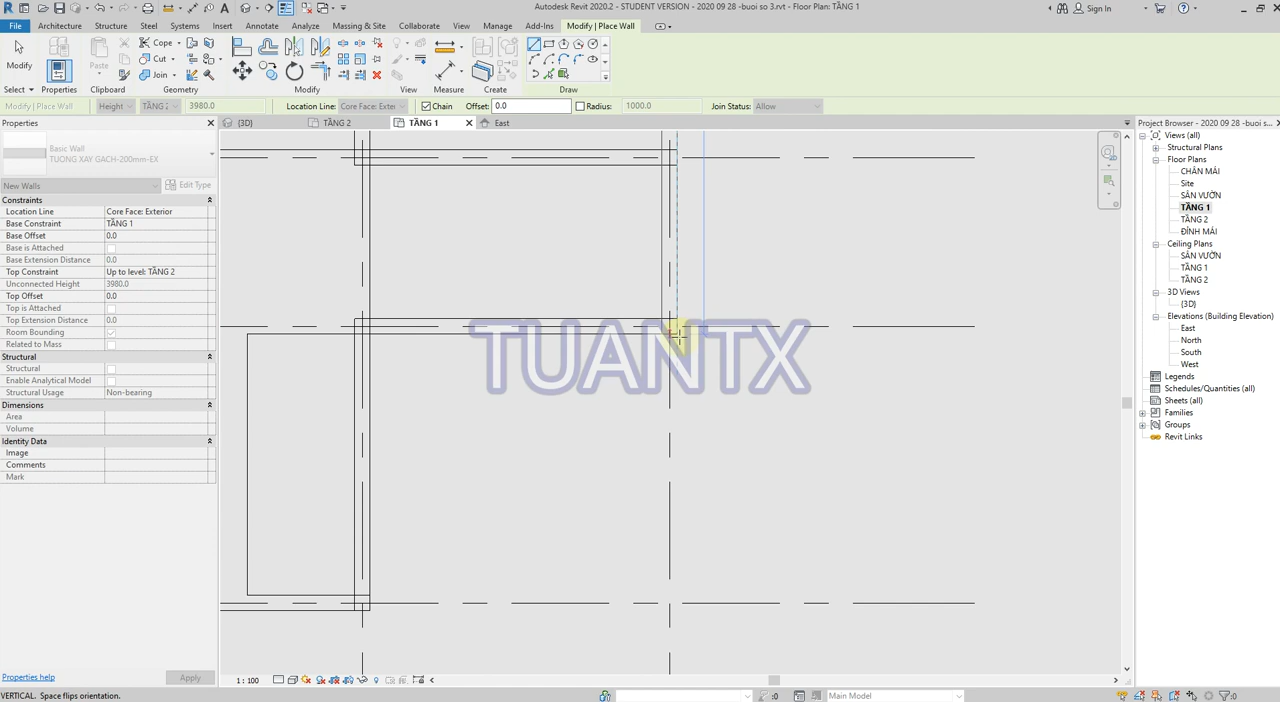 Autodesk Revit 2020.2 - STUDENT VERSION - 2020 09 28 -buoi so 3.rvt - Floor Plan: TẦNG 1
Sign In
File Architecture Structure Steel Systems Insert Annotate Analyze Massing & Site Collaborate View Manage Add-Ins Modify | Place Wall
Modify Paste Cope Cut Join
Select Properties Clipboard Geometry Modify View Measure Create Draw
Modify | Place Wall Height TẦNG 2 3980.0 Location Line: Core Face: Exter Chain Offset: 0.0 Radius: 1000.0 Join Status: Allow
Properties
{3D} TẦNG 2 TẦNG 1 East
Project Browser - 2020 09 28 -buoi s...
Basic Wall
TUONG XAY GACH-200mm-EX
New Walls Edit Type
Constraints
Location Line Core Face: Exterior
Base Constraint TẦNG 1
Base Offset 0.0
Base is Attached
Base Extension Distance 0.0
Top Constraint Up to level: TẦNG 2
Unconnected Height 3980.0
Top Offset 0.0
Top is Attached
Top Extension Distance 0.0
Room Bounding
Related to Mass
Structural
Structural
Enable Analytical Model
Structural Usage Non-bearing
Dimensions
Area
Volume
Identity Data
Image
Comments
Mark
Properties help Apply
TUANTX
Views (all)
Structural Plans
Floor Plans
CHÂN MÁI
Site
SÂN VƯỜN
TẦNG 1
TẦNG 2
ĐỈNH MÁI
Ceiling Plans
SÂN VƯỜN
TẦNG 1
TẦNG 2
3D Views
{3D}
Elevations (Building Elevation)
East
North
South
West
Legends
Schedules/Quantities (all)
Sheets (all)
Families
Groups
Revit Links
1 : 100
VERTICAL. Space flips orientation.
:0 Main Model :0